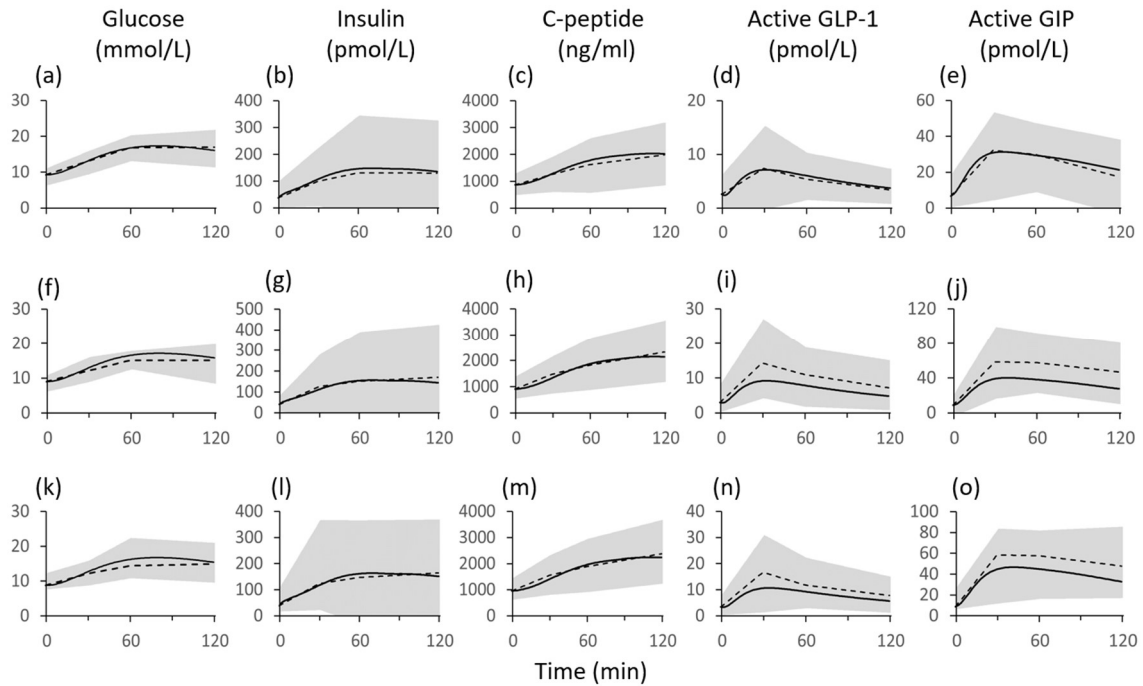 Glucose Insulin C-peptide Active GLP-1 Active GIP
(mmol/L) (pmol/L) (ng/ml) (pmol/L) (pmol/L)
(a) (b) (c) (d) (e)
30 400 4000 20 60
300 3000
20 40
200 2000 10
10 20
100 1000
0 0 0 0 0
0 60 120 0 60 120 0 60 120 0 60 120 0 60 120
(f) (g) (h) (i) (j)
30 500 4000 30 120
400
3000
20 20 80
300
2000
200
10 10 40
1000
100
0 0 0 0 0
0 60 120 0 60 120 0 60 120 0 60 120 0 60 120
(k) (l) (m) (n) (o)
30 400 4000 40 100
300 3000 30 80
20
60
200 2000 20
40
10
100 1000 10
20
0 0 0 0 0
0 60 120 0 60 120 0 60 120 0 60 120 0 60 120
Time (min)